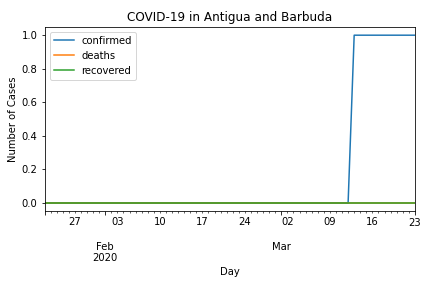 COVID-19 in Antigua and Barbuda
confirmed
deaths
recovered
1.0
0.8
0.6
0.4
0.2
0.0
Number of Cases
27 03 10 17 24 02 09 16 23
Feb Mar
2020
Day